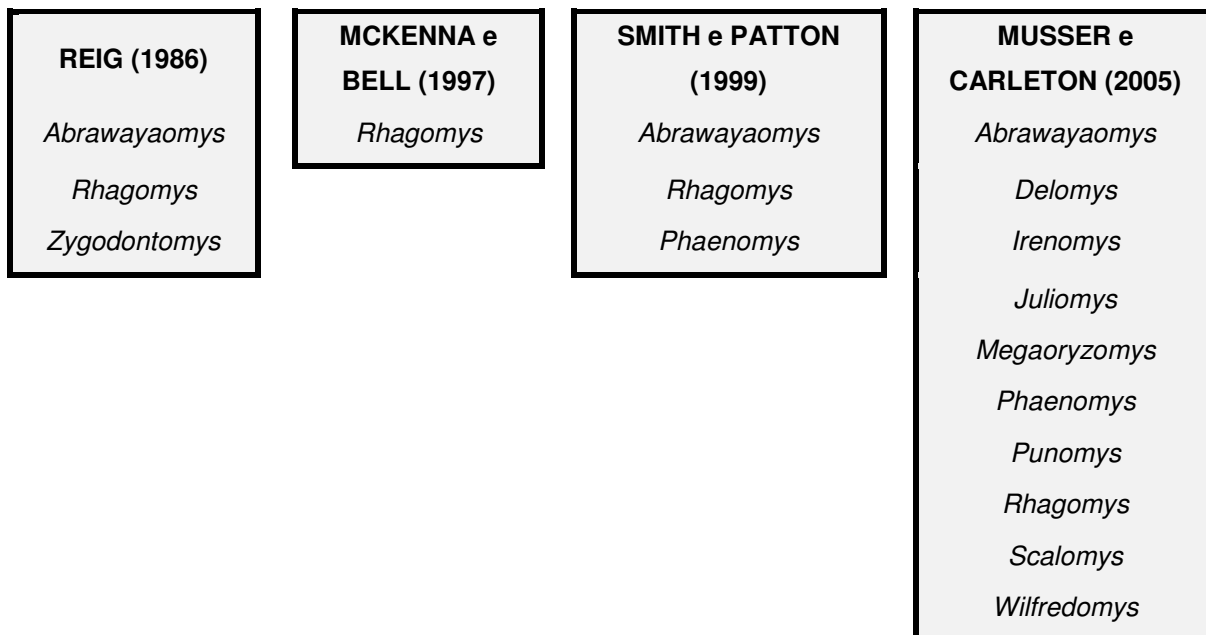 REIG (1986)
Abrawayaomys
Rhagomys
Zygodontomys
MCKENNA e
BELL (1997)
Rhagomys
SMITH e PATTON
(1999)
Abrawayaomys
Rhagomys
Phaenomys
MUSSER e
CARLETON (2005)
Abrawayaomys
Delomys
Irenomys
Juliomys
Megaoryzomys
Phaenomys
Punomys
Rhagomys
Scalomys
Wilfredomys